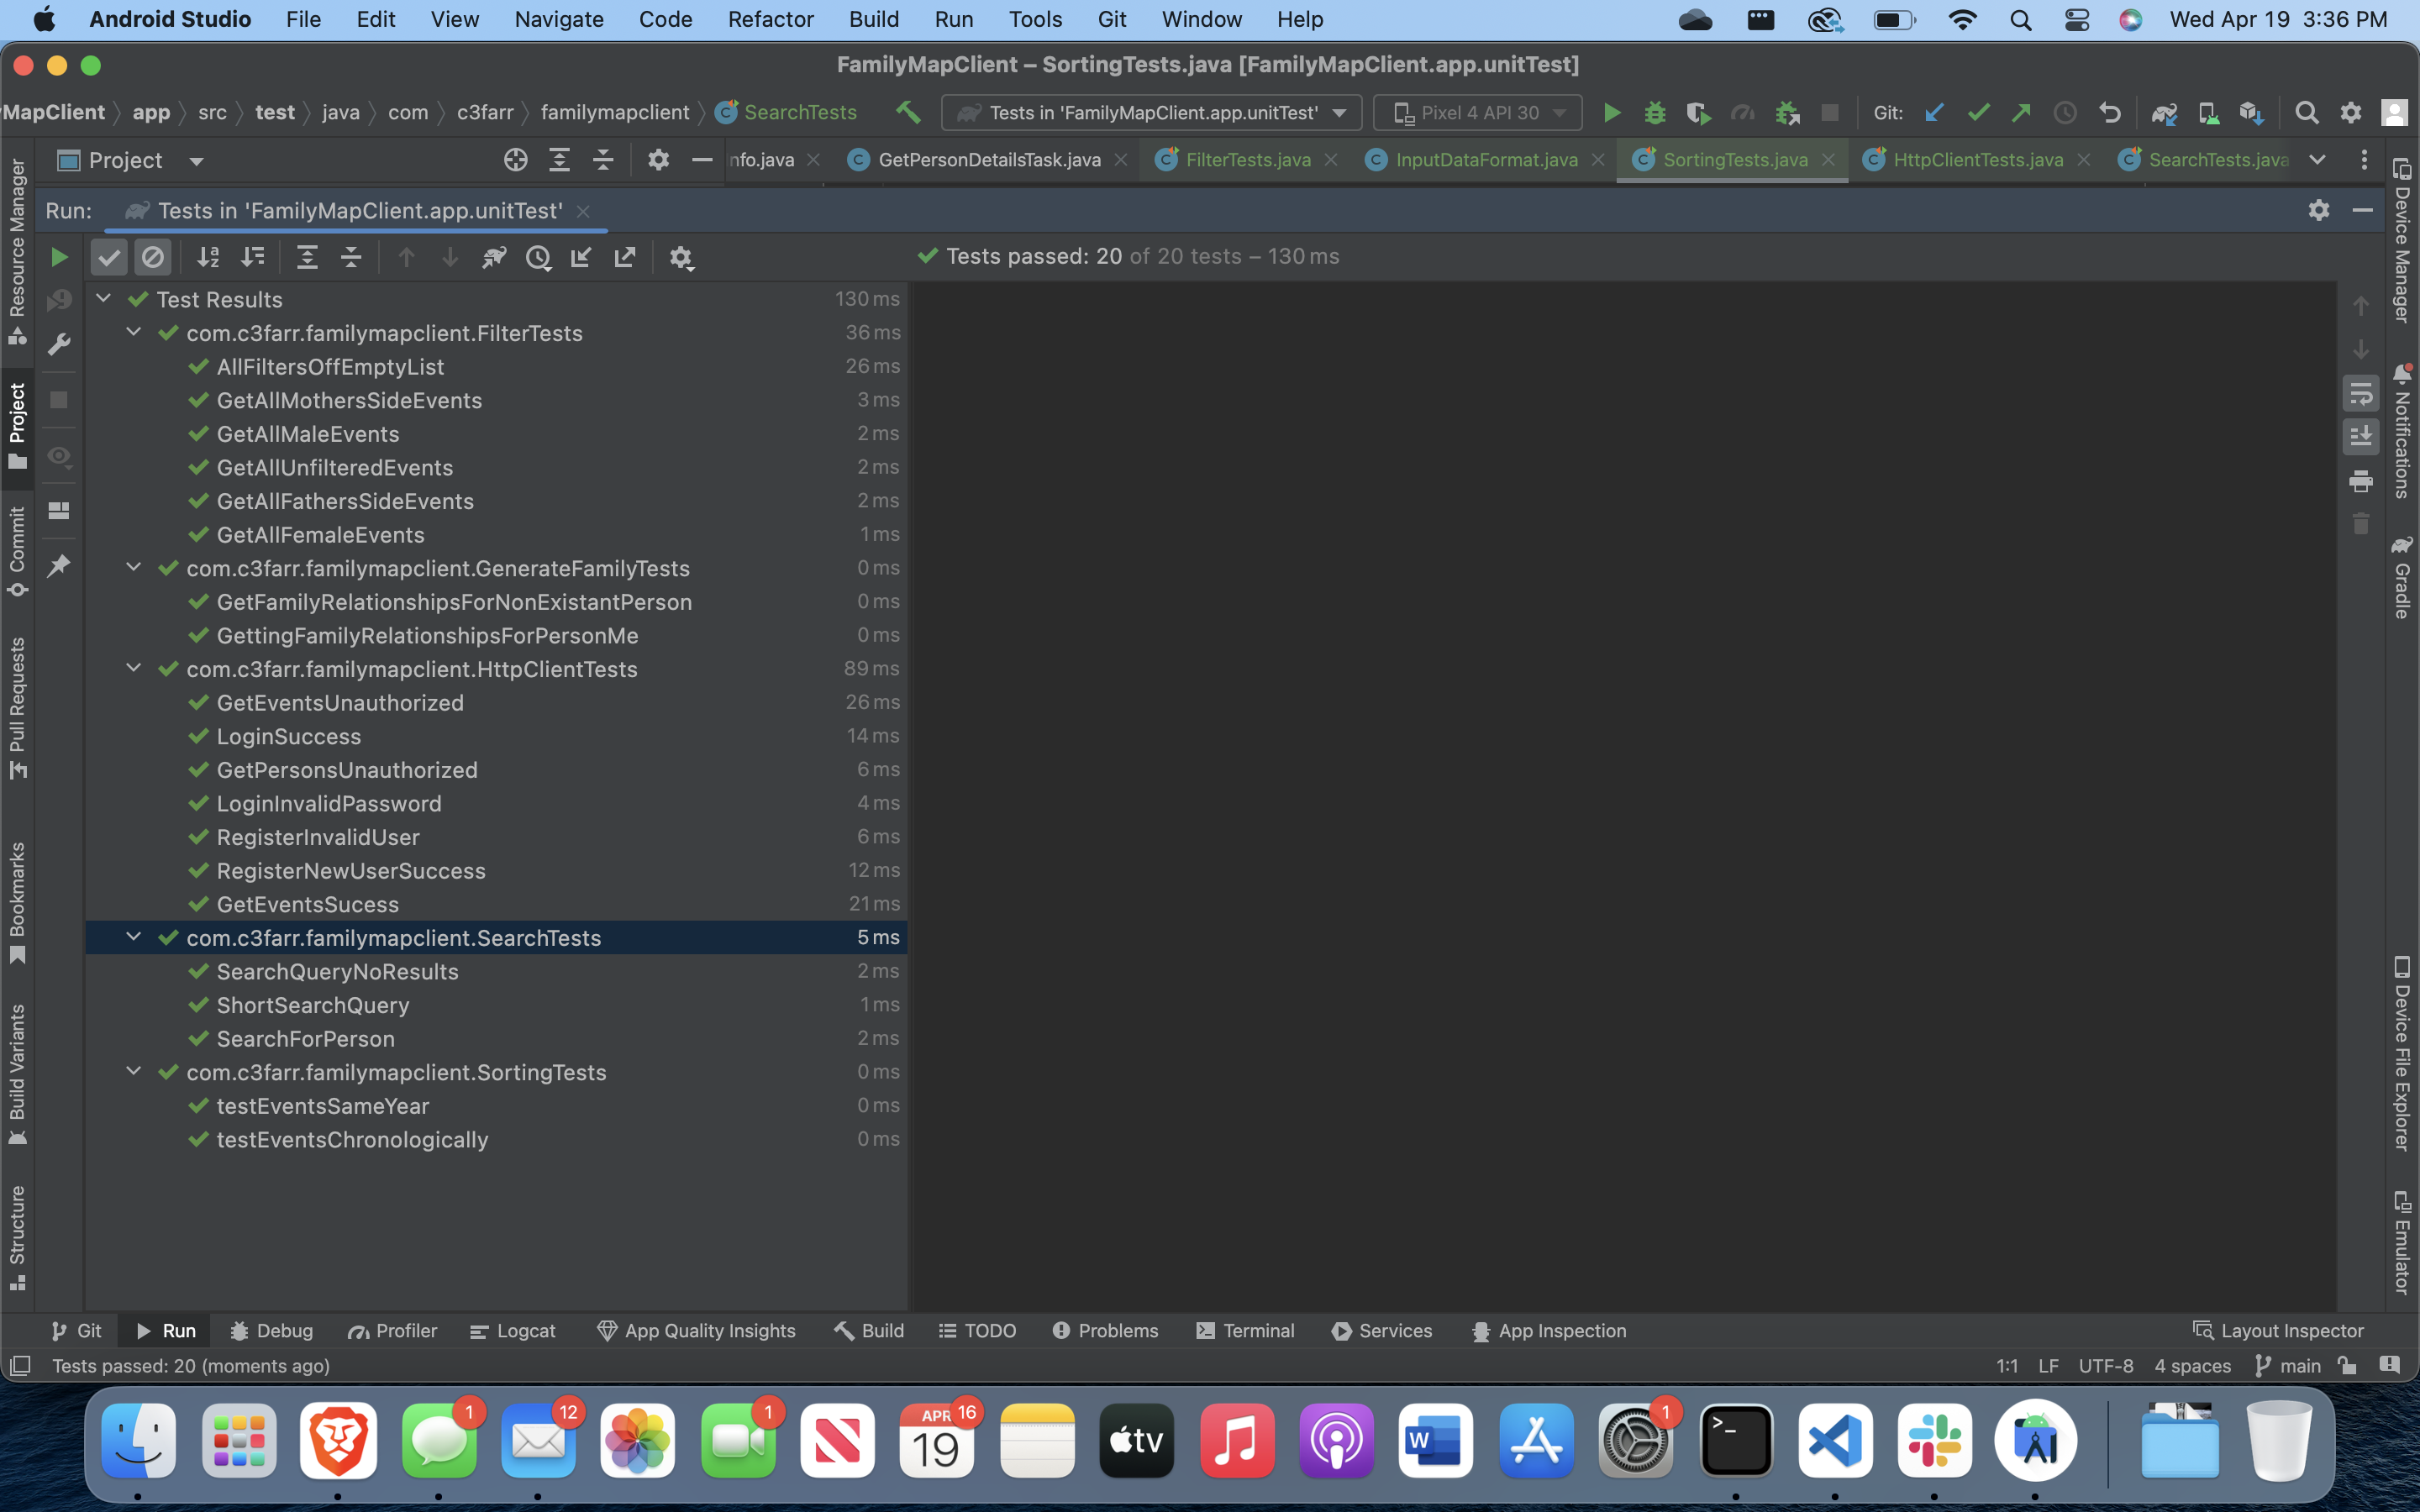 Android Studio File Edit View Navigate Code Refactor Build Run Tools Git Window Help Wed Apr 19 3:36 PM
FamilyMapClient – SortingTests.java [FamilyMapClient.app.unitTest]
MapClient app src test java com c3farr familymapclient SearchTests Tests in 'FamilyMapClient.app.unitTest' Pixel 4 API 30 Git:
Project nfo.java GetPersonDetailsTask.java FilterTests.java InputDataFormat.java SortingTests.java HttpClientTests.java SearchTests.java
Run: Tests in 'FamilyMapClient.app.unitTest'
Tests passed: 20 of 20 tests – 130 ms
Test Results 130 ms
com.c3farr.familymapclient.FilterTests 36 ms
AllFiltersOffEmptyList 26 ms
GetAllMothersSideEvents 3 ms
GetAllMaleEvents 2 ms
GetAllUnfilteredEvents 2 ms
GetAllFathersSideEvents 2 ms
GetAllFemaleEvents 1 ms
com.c3farr.familymapclient.GenerateFamilyTests 0 ms
GetFamilyRelationshipsForNonExistantPerson 0 ms
GettingFamilyRelationshipsForPersonMe 0 ms
com.c3farr.familymapclient.HttpClientTests 89 ms
GetEventsUnauthorized 26 ms
LoginSuccess 14 ms
GetPersonsUnauthorized 6 ms
LoginInvalidPassword 4 ms
RegisterInvalidUser 6 ms
RegisterNewUserSuccess 12 ms
GetEventsSucess 21 ms
com.c3farr.familymapclient.SearchTests 5 ms
SearchQueryNoResults 2 ms
ShortSearchQuery 1 ms
SearchForPerson 2 ms
com.c3farr.familymapclient.SortingTests 0 ms
testEventsSameYear 0 ms
testEventsChronologically 0 ms
Resource Manager
Project
Commit
Pull Requests
Bookmarks
Build Variants
Structure
Device Manager
Notifications
Gradle
Device File Explorer
Emulator
Git Run Debug Profiler Logcat App Quality Insights Build TODO Problems Terminal Services App Inspection Layout Inspector
Tests passed: 20 (moments ago) 1:1 LF UTF-8 4 spaces main
1 12 1 APR 16 1
19 tv W >_